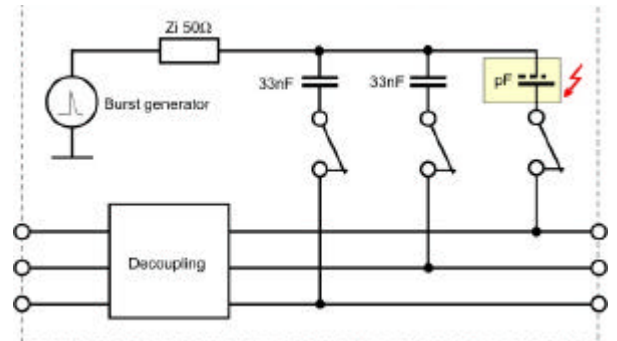 Zi 50Ω
33nF
33nF
pF
Burst generator
Decoupling